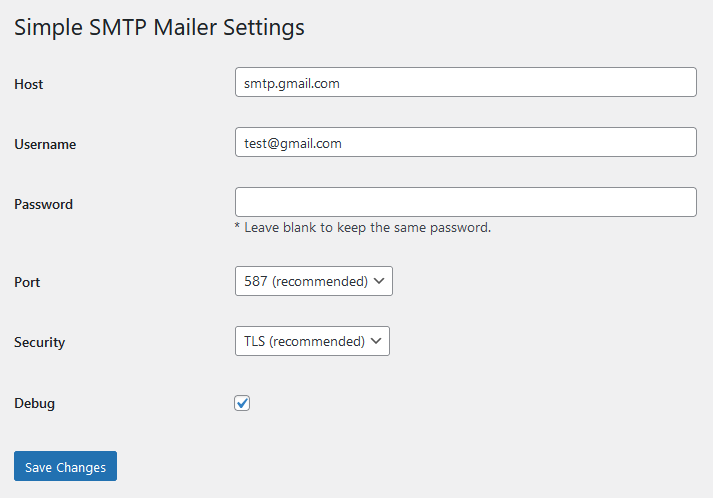 Simple SMTP Mailer Settings
Host
smtp.gmail.com
Username
test@gmail.com
Password
* Leave blank to keep the same password.
Port
587 (recommended)
Security
TLS (recommended)
Debug
Save Changes